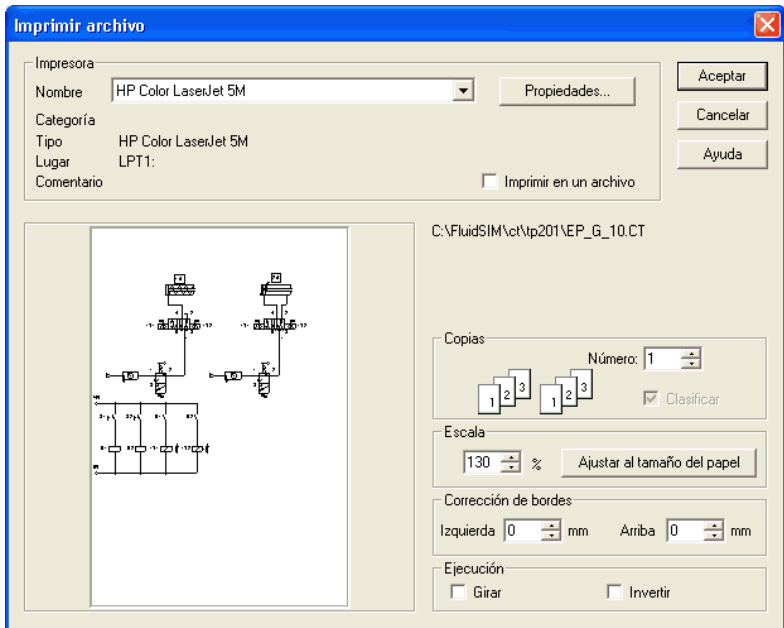 Imprimir archivo
Impresora
Nombre HP Color LaserJet 5M Propiedades...
Aceptar
Cancelar
Ayuda
Categoría
Tipo HP Color LaserJet 5M
Lugar LPT1:
Comentario Imprimir en un archivo
C:\FluidSIM\ct\tp201\EP_G_10.CT
Copias
Número: 1
1 2 3 1 2 3
Clasificar
Escala
130 % Ajustar al tamaño del papel
Corrección de bordes
Izquierda 0 mm Arriba 0 mm
Ejecución
Girar Invertir